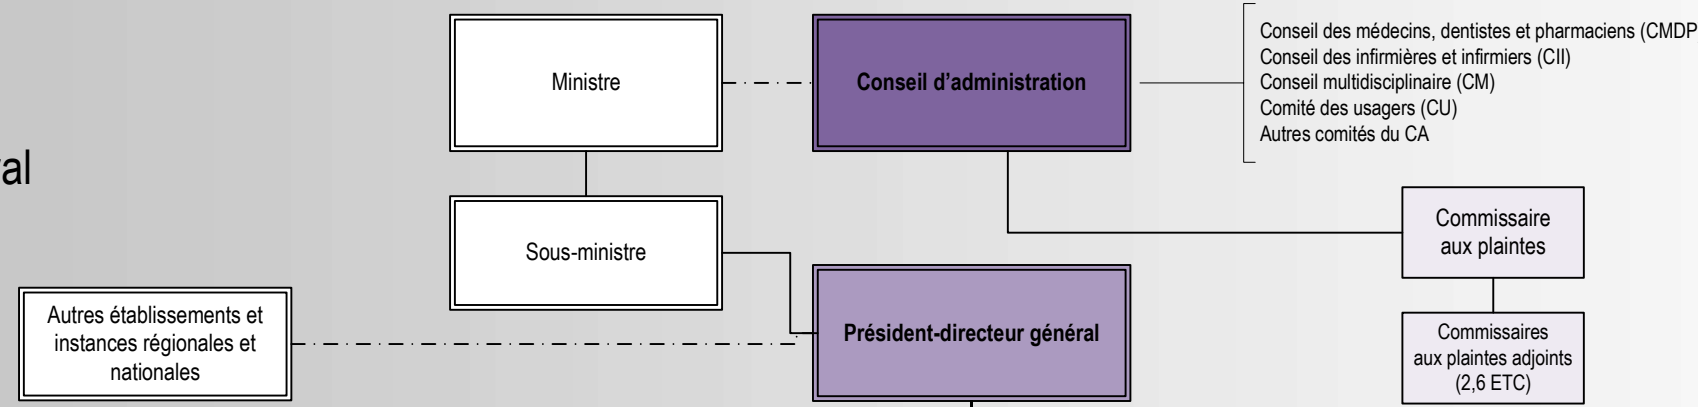 Ministre
Conseil d’administration
Conseil des médecins, dentistes et pharmaciens (CMDP
Conseil des infirmières et infirmiers (CII)
Conseil multidisciplinaire (CM)
Comité des usagers (CU)
Autres comités du CA
Sous-ministre
Commissaire
aux plaintes
Autres établissements et
instances régionales et
nationales
Président-directeur général
Commissaires
aux plaintes adjoints
(2,6 ETC)